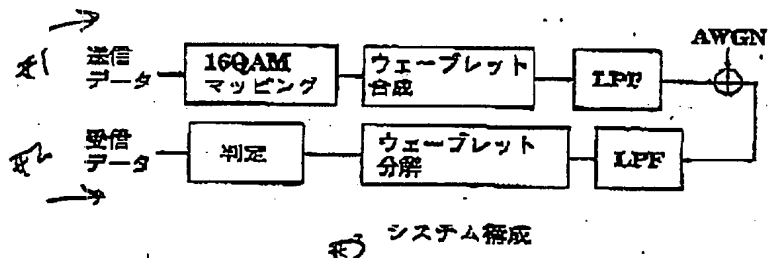 送信
データ
16QAM
マッピング
ウェーブレット
合成
LPF
AWGN
受信
データ
判定
ウェーブレット
分解
LPF
システム構成